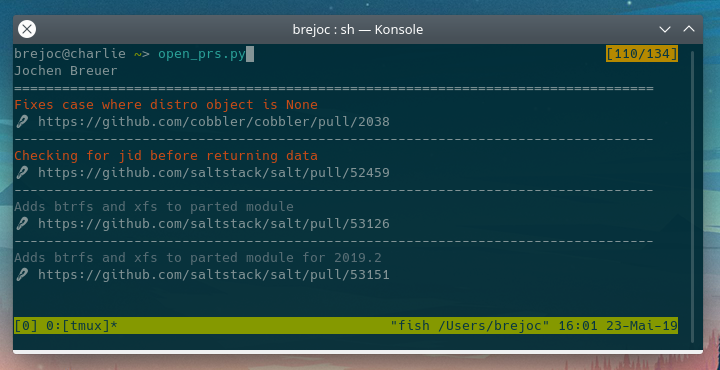 brejoc : sh — Konsole
brejoc@charlie ~> open_prs.py [110/134]
Jochen Breuer
================================================================================
Fixes case where distro object is None
🔗 https://github.com/cobbler/cobbler/pull/2038
--------------------------------------------------------------------------------
Checking for jid before returning data
🔗 https://github.com/saltstack/salt/pull/52459
--------------------------------------------------------------------------------
Adds btrfs and xfs to parted module
🔗 https://github.com/saltstack/salt/pull/53126
--------------------------------------------------------------------------------
Adds btrfs and xfs to parted module for 2019.2
🔗 https://github.com/saltstack/salt/pull/53151
[0] 0:[tmux]* "fish /Users/brejoc" 16:01 23-Mai-19